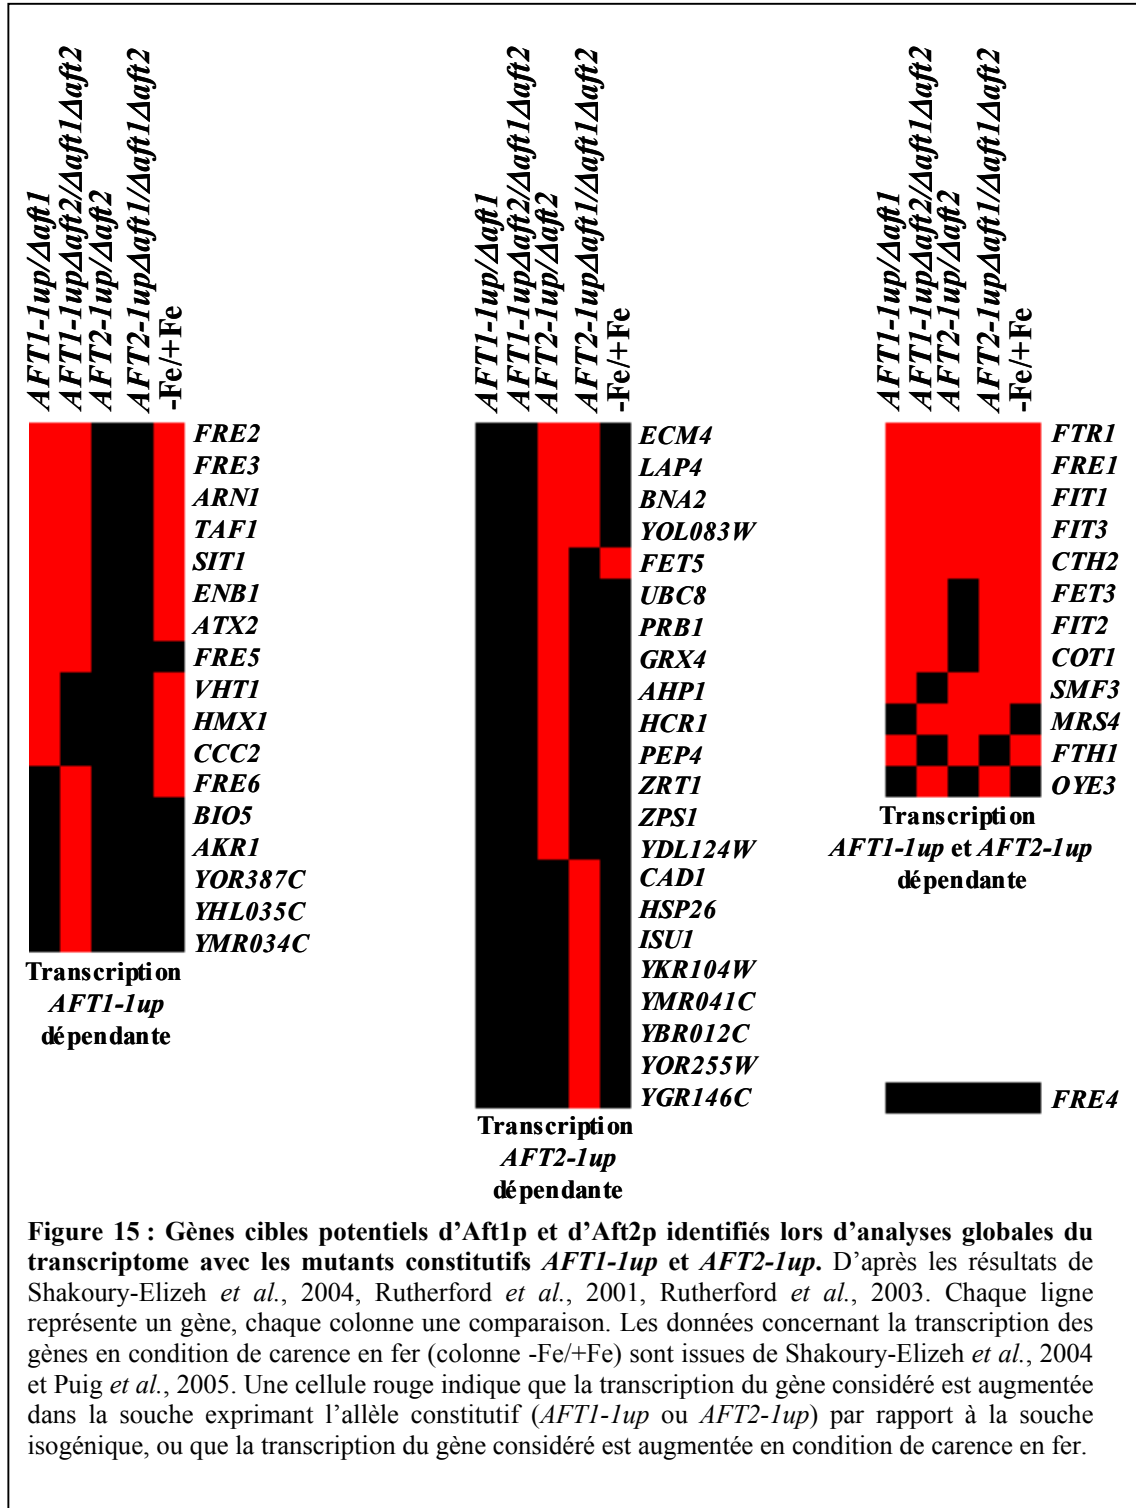 AFT1-1up/Δaft1
AFT1-1upΔaft2/Δaft1Δaft2
AFT2-1up/Δaft2
AFT2-1upΔaft1/Δaft1Δaft2
-Fe/+Fe
FRE2
FRE3
ARN1
TAF1
SIT1
ENB1
ATX2
FRE5
VHT1
HMX1
CCC2
FRE6
BIO5
AKR1
YOR387C
YHL035C
YMR034C
Transcription
AFT1-1up
dépendante
AFT1-1up/Δaft1
AFT1-1upΔaft2/Δaft1Δaft2
AFT2-1up/Δaft2
AFT2-1upΔaft1/Δaft1Δaft2
-Fe/+Fe
ECM4
LAP4
BNA2
YOL083W
FET5
UBC8
PRB1
GRX4
AHP1
HCR1
PEP4
ZRT1
ZPS1
YDL124W
CAD1
HSP26
ISU1
YKR104W
YMR041C
YBR012C
YOR255W
YGR146C
Transcription
AFT2-1up
dépendante
AFT1-1up/Δaft1
AFT1-1upΔaft2/Δaft1Δaft2
AFT2-1up/Δaft2
AFT2-1upΔaft1/Δaft1Δaft2
-Fe/+Fe
FTR1
FRE1
FIT1
FIT3
CTH2
FET3
FIT2
COT1
SMF3
MRS4
FTH1
OYE3
Transcription
AFT1-1up et AFT2-1up
dépendante
FRE4
Figure 15 : Gènes cibles potentiels d’Aft1p et d’Aft2p identifiés lors d’analyses globales du
transcriptome avec les mutants constitutifs AFT1-1up et AFT2-1up. D’après les résultats de
Shakoury-Elizeh et al., 2004, Rutherford et al., 2001, Rutherford et al., 2003. Chaque ligne
représente un gène, chaque colonne une comparaison. Les données concernant la transcription des
gènes en condition de carence en fer (colonne -Fe/+Fe) sont issues de Shakoury-Elizeh et al., 2004
et Puig et al., 2005. Une cellule rouge indique que la transcription du gène considéré est augmentée
dans la souche exprimant l’allèle constitutif (AFT1-1up ou AFT2-1up) par rapport à la souche
isogénique, ou que la transcription du gène considéré est augmentée en condition de carence en fer.